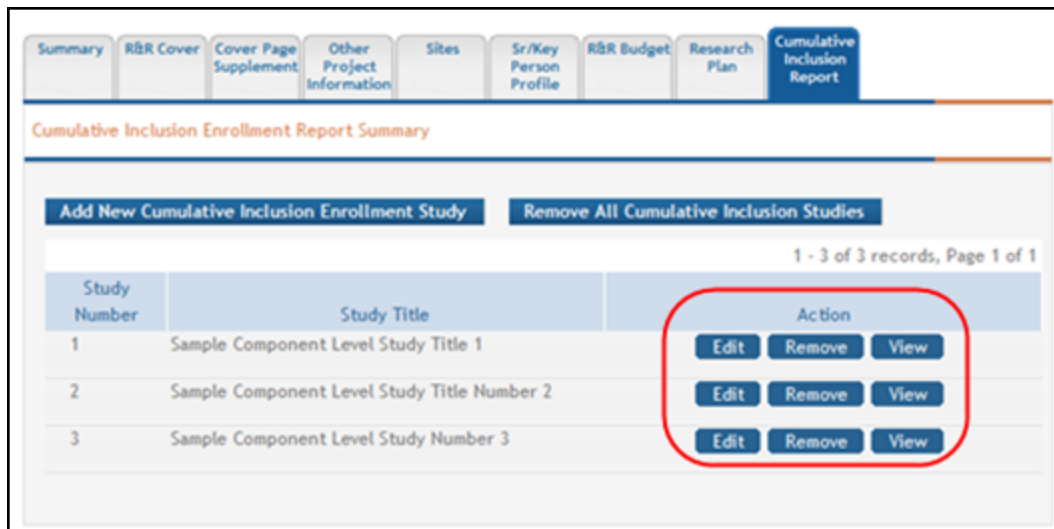 Summary
R&R Cover
Cover Page
Supplement
Other
Project
Information
Sites
Sr/Key
Person
Profile
R&R Budget
Research
Plan
Cumulative
Inclusion
Report
Cumulative Inclusion Enrollment Report Summary
Add New Cumulative Inclusion Enrollment Study
Remove All Cumulative Inclusion Studies
1 - 3 of 3 records, Page 1 of 1
Study
Number
Study Title
Action
1 Sample Component Level Study Title 1 Edit Remove View
2 Sample Component Level Study Title Number 2 Edit Remove View
3 Sample Component Level Study Number 3 Edit Remove View